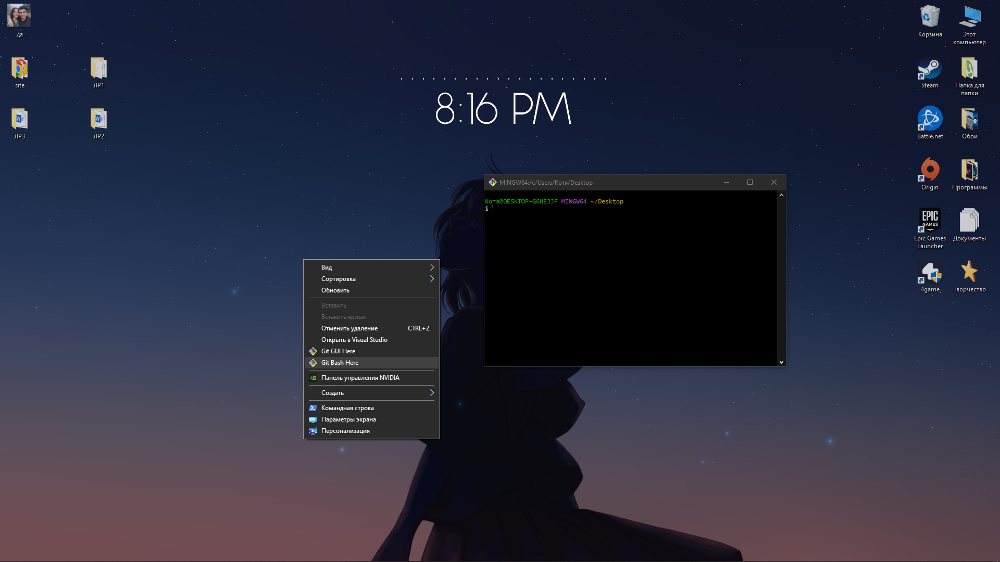 да
site
ЛР1
ЛР3
ЛР2
8:16 PM
Корзина
Этот
компьютер
Steam
Папка для
папки
Battle.net
Обои
Origin
Программы
EPIC
GAMES
Epic Games
Launcher
Документы
4game
Творчество
MINGW64:/c/Users/Котя/Desktop
Котя@DESKTOP-G6HEJJF MINGW64 ~/Desktop
$
Вид
Сортировка
Обновить
Вставить
Вставить ярлык
Отменить удаление CTRL+Z
Открыть в Visual Studio
Git GUI Here
Git Bash Here
Панель управления NVIDIA
Создать
Командная строка
Параметры экрана
Персонализация